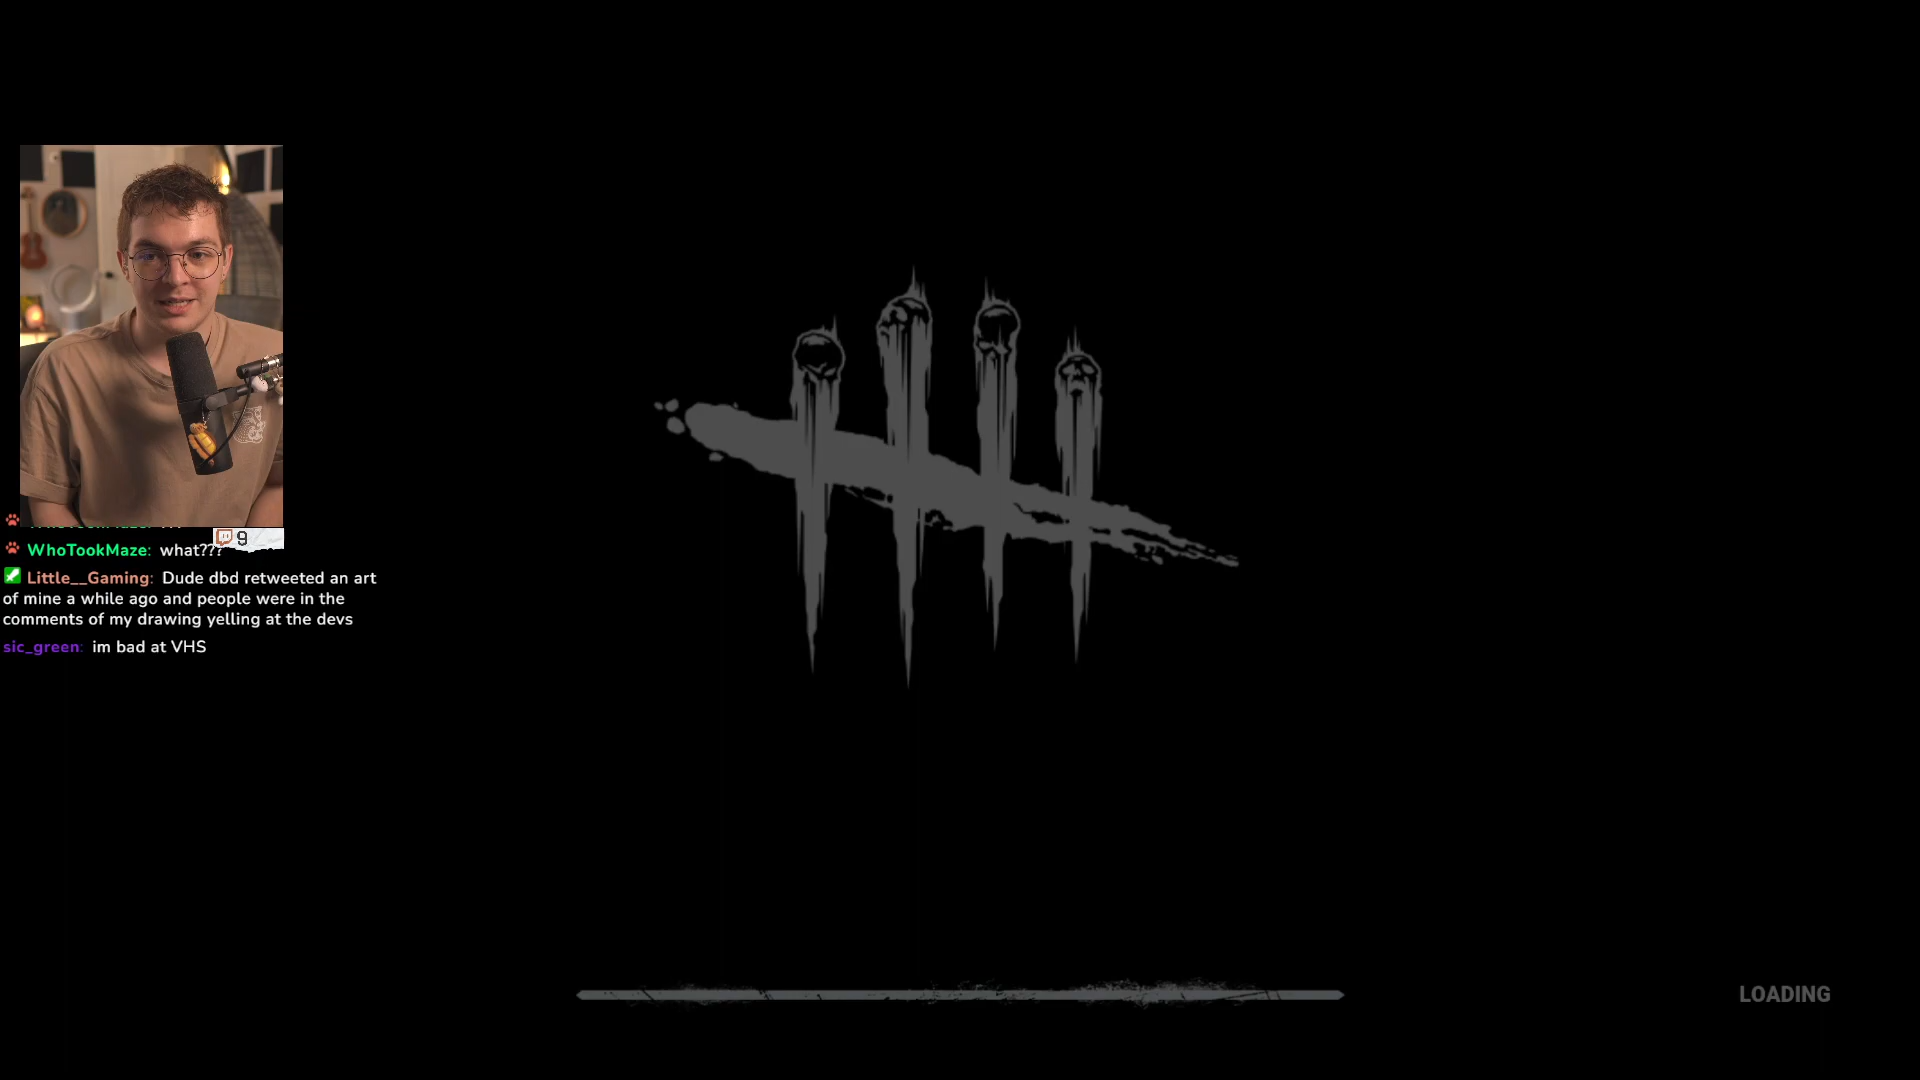 9
WhoTookMaze: what???
Little__Gaming: Dude dbd retweeted an art
of mine a while ago and people were in the
comments of my drawing yelling at the devs
sic_green: im bad at VHS
LOADING